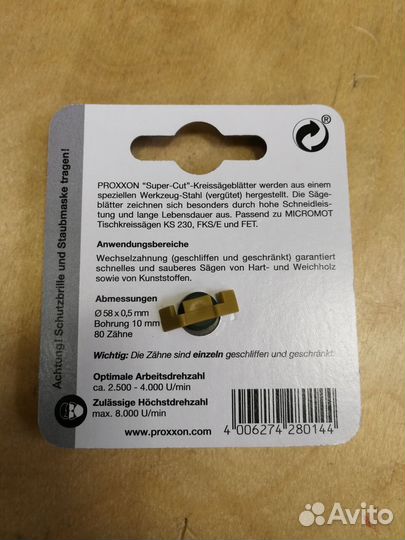 Achtung! Schutzbrille und Staubmaske tragen!
®
PROXXON "Super-Cut"-Kreissägeblätter werden aus einem
speziellen Werkzeug-Stahl (vergütet) hergestellt. Die Säge-
blätter zeichnen sich besonders durch hohe Schneidleis-
tung und lange Lebensdauer aus. Passend zu MICROMOT
Tischkreissägen KS 230, FKS/E und FET.
Anwendungsbereiche
Wechselzahnung (geschliffen und geschränkt) garantiert
schnelles und sauberes Sägen von Hart- und Weichholz
sowie von Kunststoffen.
Abmessungen
Ø 58 x 0,5 mm
Bohrung 10 mm
80 Zähne
Wichtig: Die Zähne sind einzeln geschliffen und geschränkt.
Optimale Arbeitsdrehzahl
ca. 2.500 - 4.000 U/min
Zulässige Höchstdrehzahl
max. 8.000 U/min
www.proxxon.com
4 006274 280144
Avito